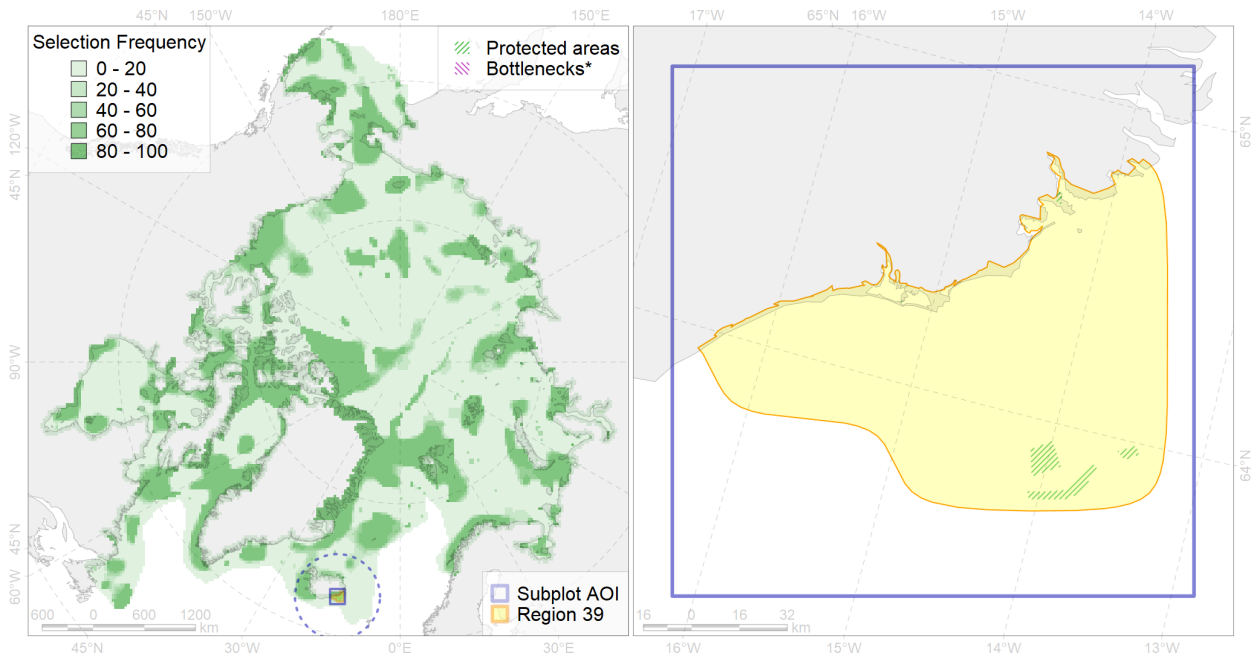 45°N 150°W 180°E 150°E
17°W 65°N 16°W 15°W 14°W
Selection Frequency
0 - 20
20 - 40
40 - 60
60 - 80
80 - 100
Protected areas
Bottlenecks*
120°W
45°N
90°W
45°N
60°W
65°N
64°N
Subplot AOI
Region 39
600 0 600 1200
km
16 0 16 32
km
45°W 30°W 0°E 30°E
16°W 15°W 14°W 13°W